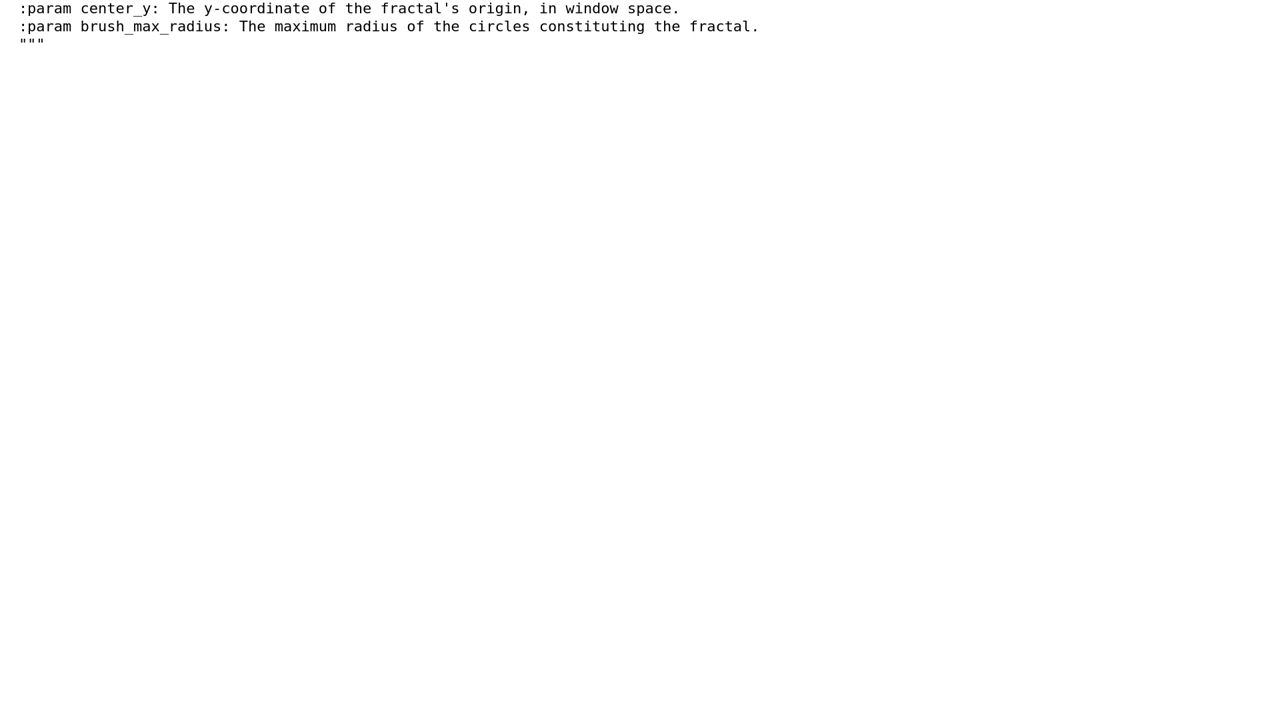 :param center_y: The y-coordinate of the fractal's origin, in window space.
:param brush_max_radius: The maximum radius of the circles constituting the fractal.
"""